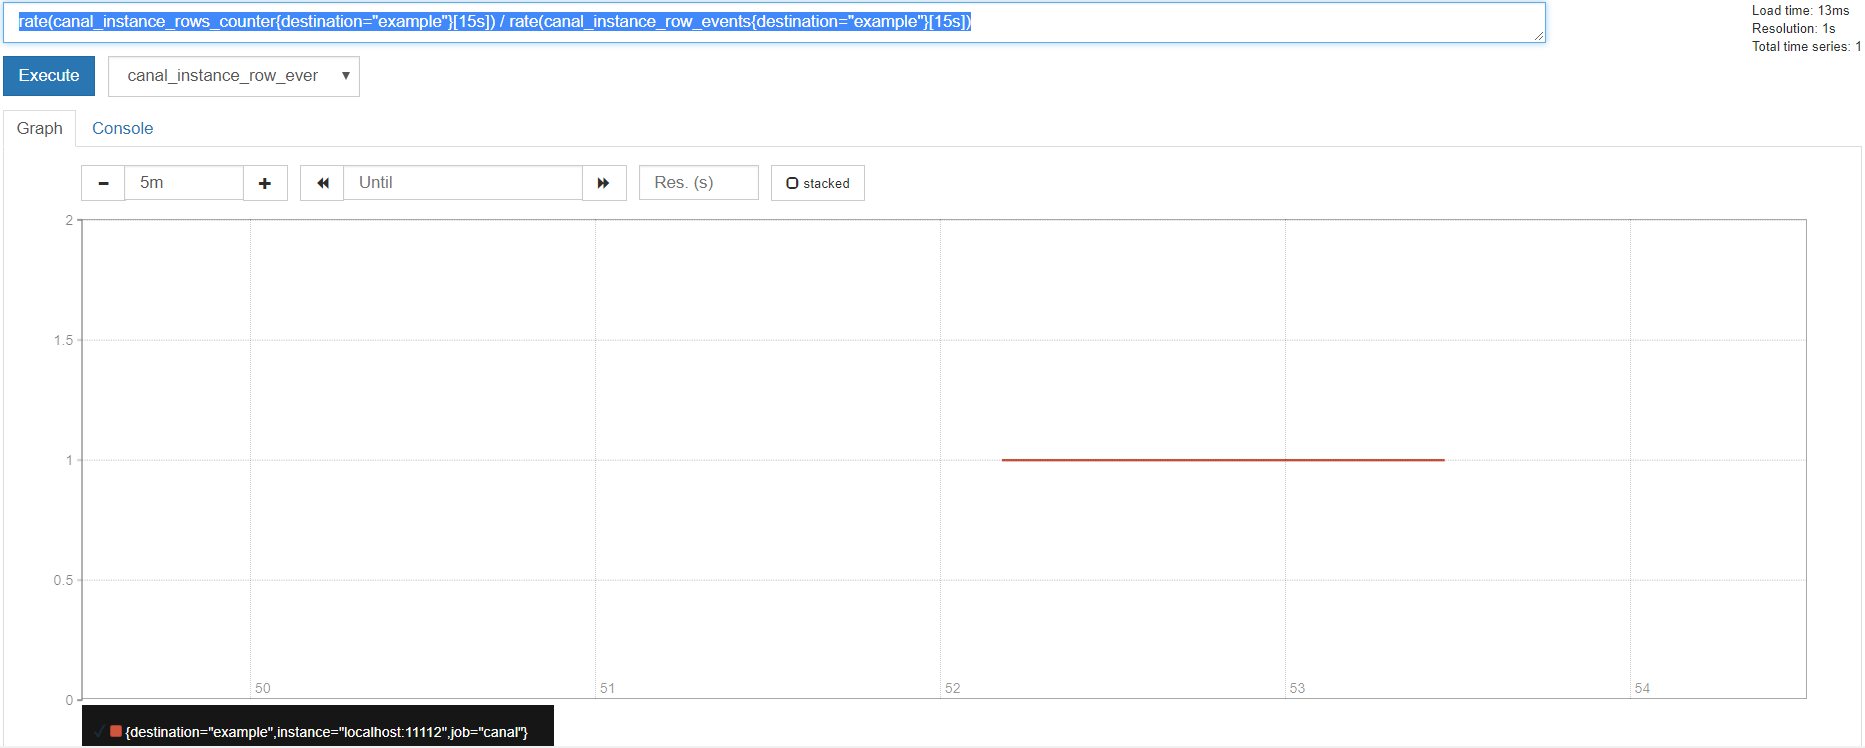 rate(canal_instance_rows_counter{destination="example"}[15s]) / rate(canal_instance_row_events{destination="example"}[15s])
Load time: 13ms
Resolution: 1s
Total time series: 1
Execute
canal_instance_row_ever
Graph
Console
5m
Until
Res. (s)
stacked
2
1.5
1
0.5
0
50
51
52
53
54
{destination="example",instance="localhost:11112",job="canal"}